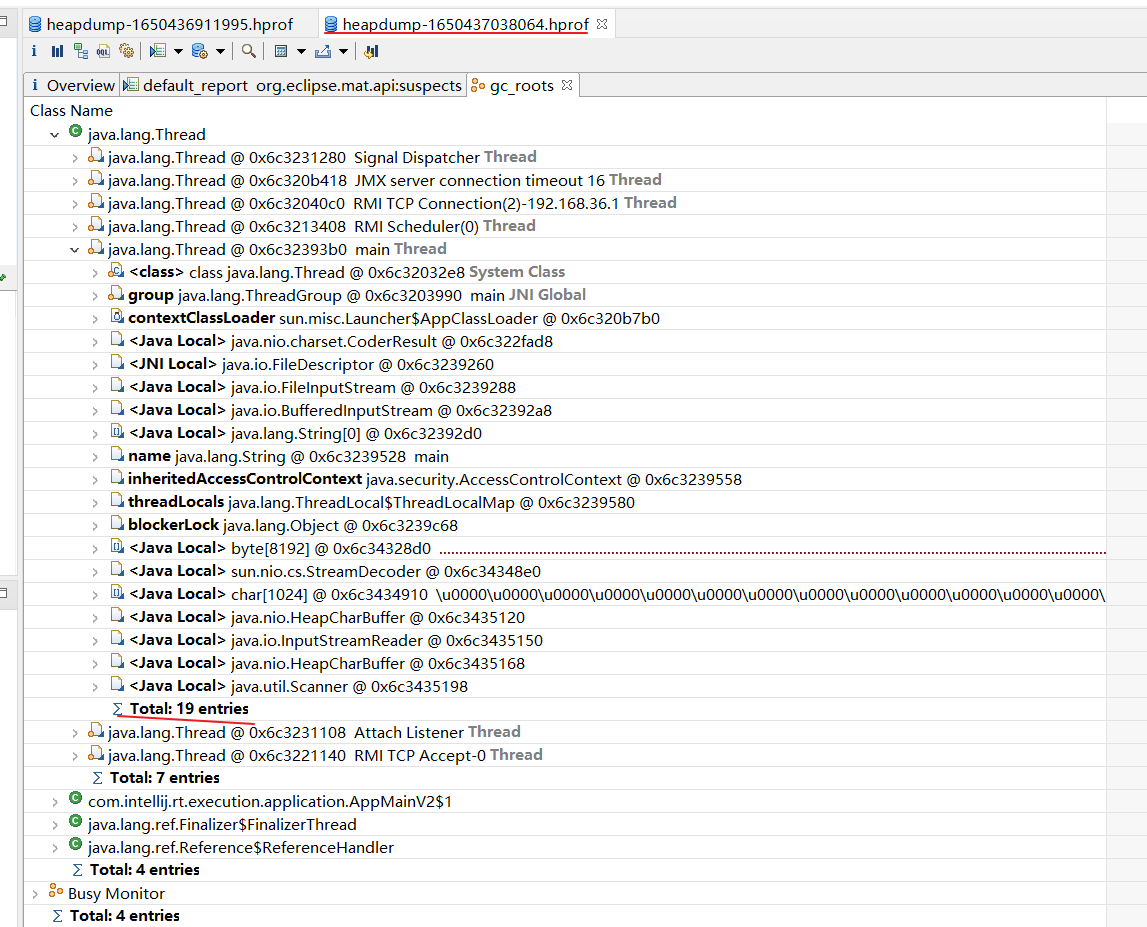 heapdump-1650436911995.hprof heapdump-1650437038064.hprof
Overview default_report org.eclipse.mat.api:suspects gc_roots
Class Name
java.lang.Thread
java.lang.Thread @ 0x6c3231280 Signal Dispatcher Thread
java.lang.Thread @ 0x6c320b418 JMX server connection timeout 16 Thread
java.lang.Thread @ 0x6c32040c0 RMI TCP Connection(2)-192.168.36.1 Thread
java.lang.Thread @ 0x6c3213408 RMI Scheduler(0) Thread
java.lang.Thread @ 0x6c32393b0 main Thread
<class> class java.lang.Thread @ 0x6c32032e8 System Class
group java.lang.ThreadGroup @ 0x6c3203990 main JNI Global
contextClassLoader sun.misc.Launcher$AppClassLoader @ 0x6c320b7b0
<Java Local> java.nio.charset.CoderResult @ 0x6c322fad8
<JNI Local> java.io.FileDescriptor @ 0x6c3239260
<Java Local> java.io.FileInputStream @ 0x6c3239288
<Java Local> java.io.BufferedInputStream @ 0x6c32392a8
<Java Local> java.lang.String[0] @ 0x6c32392d0
name java.lang.String @ 0x6c3239528 main
inheritedAccessControlContext java.security.AccessControlContext @ 0x6c3239558
threadLocals java.lang.ThreadLocal$ThreadLocalMap @ 0x6c3239580
blockerLock java.lang.Object @ 0x6c3239c68
<Java Local> byte[8192] @ 0x6c34328d0
<Java Local> sun.nio.cs.StreamDecoder @ 0x6c34348e0
<Java Local> char[1024] @ 0x6c3434910 \u0000\u0000\u0000\u0000\u0000\u0000\u0000\u0000\u0000\u0000\u0000\u0000\u0000\
<Java Local> java.nio.HeapCharBuffer @ 0x6c3435120
<Java Local> java.io.InputStreamReader @ 0x6c3435150
<Java Local> java.nio.HeapCharBuffer @ 0x6c3435168
<Java Local> java.util.Scanner @ 0x6c3435198
Total: 19 entries
java.lang.Thread @ 0x6c3231108 Attach Listener Thread
java.lang.Thread @ 0x6c3221140 RMI TCP Accept-0 Thread
Total: 7 entries
com.intellij.rt.execution.application.AppMainV2$1
java.lang.ref.Finalizer$FinalizerThread
java.lang.ref.Reference$ReferenceHandler
Total: 4 entries
Busy Monitor
Total: 4 entries